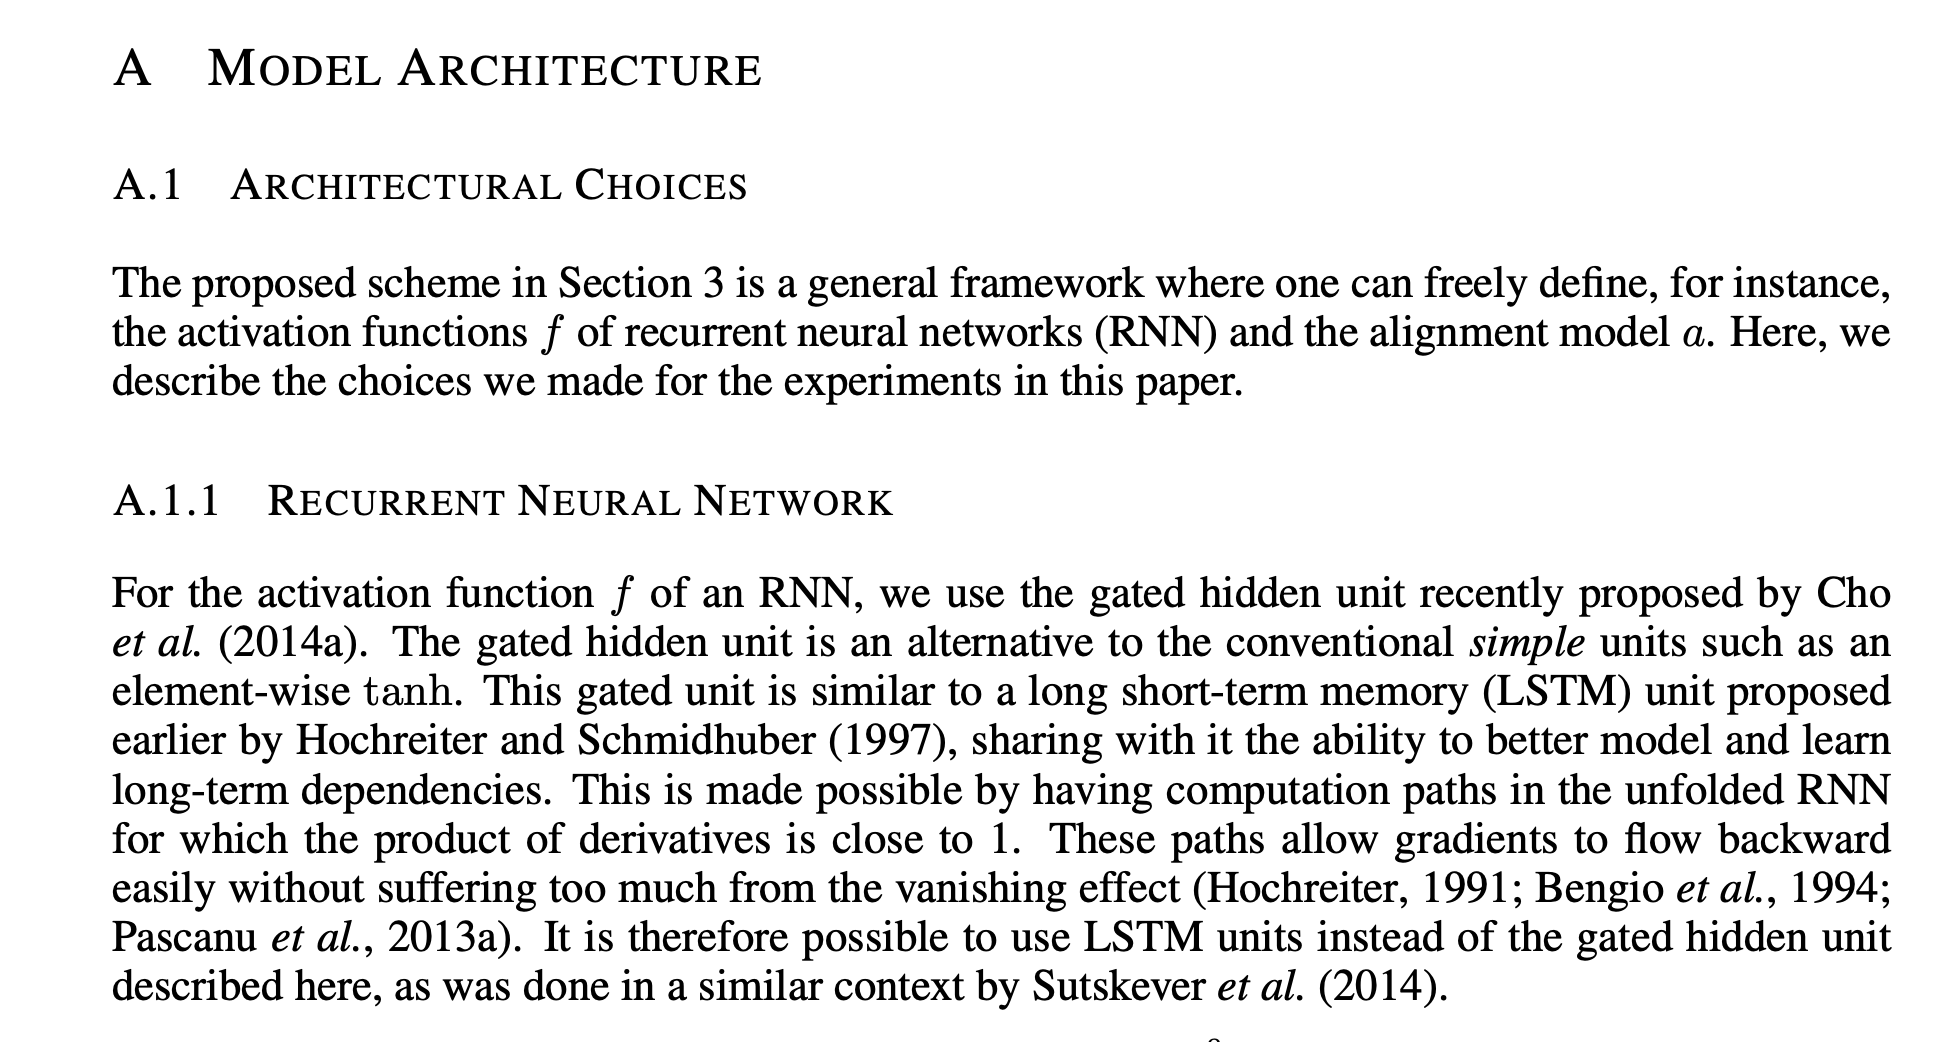 A MODEL ARCHITECTURE
A.1 ARCHITECTURAL CHOICES
The proposed scheme in Section 3 is a general framework where one can freely define, for instance,
the activation functions f of recurrent neural networks (RNN) and the alignment model a. Here, we
describe the choices we made for the experiments in this paper.
A.1.1 RECURRENT NEURAL NETWORK
For the activation function f of an RNN, we use the gated hidden unit recently proposed by Cho
et al. (2014a). The gated hidden unit is an alternative to the conventional simple units such as an
element-wise tanh. This gated unit is similar to a long short-term memory (LSTM) unit proposed
earlier by Hochreiter and Schmidhuber (1997), sharing with it the ability to better model and learn
long-term dependencies. This is made possible by having computation paths in the unfolded RNN
for which the product of derivatives is close to 1. These paths allow gradients to flow backward
easily without suffering too much from the vanishing effect (Hochreiter, 1991; Bengio et al., 1994;
Pascanu et al., 2013a). It is therefore possible to use LSTM units instead of the gated hidden unit
described here, as was done in a similar context by Sutskever et al. (2014).